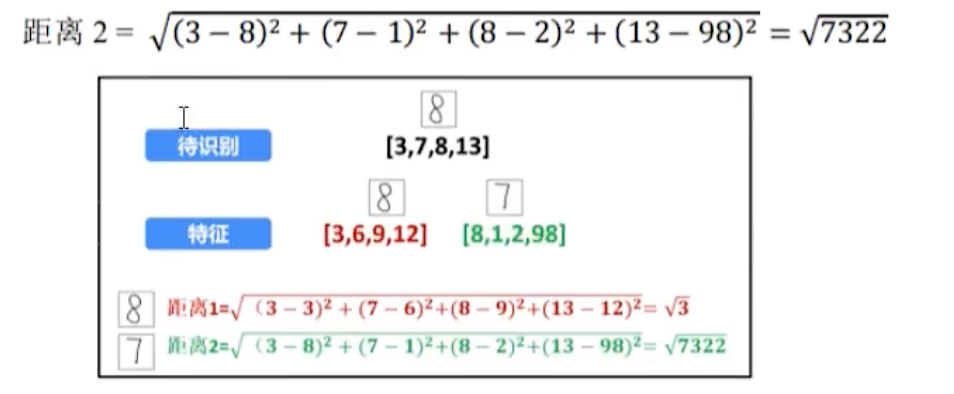 距离 2 = √(3 − 8)² + (7 − 1)² + (8 − 2)² + (13 − 98)² = √7322
8
待识别 [3,7,8,13]
8 7
特征 [3,6,9,12] [8,1,2,98]
8 距离1=√（3 − 3)² + (7 − 6)²+(8 − 9)²+(13 − 12)²= √3
7 距离2=√（3 − 8)² + (7 − 1)²+(8 − 2)²+(13 − 98)²= √7322